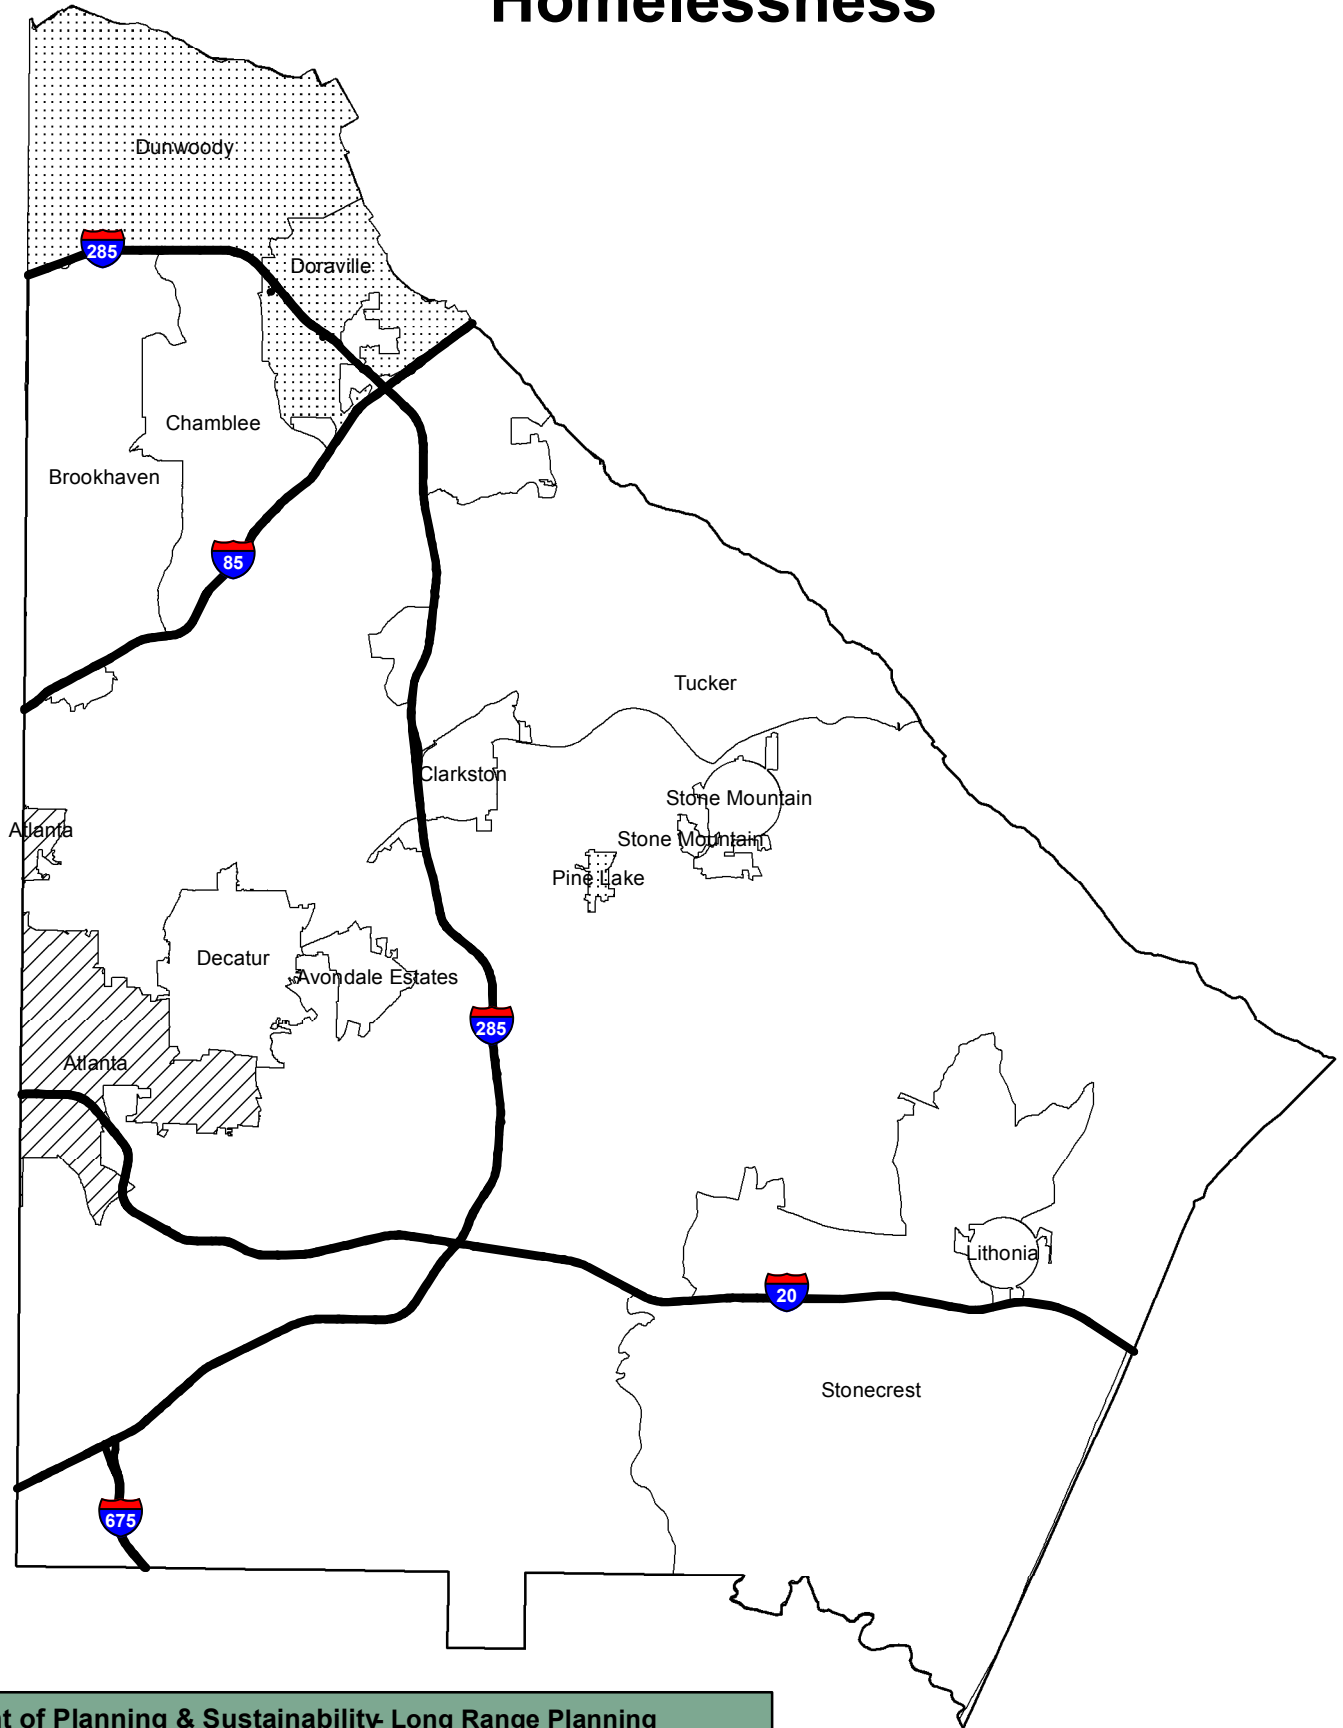 Homelessness
Dunwoody
285
Doraville
Chamblee
Brookhaven
85
Tucker
Clarkston
Stone Mountain
Atlanta
Stone Mountain
Pine Lake
Decatur
Avondale Estates
285
Atlanta
Lithonia
20
Stonecrest
675
t of Planning & Sustainability- Long Range Planning